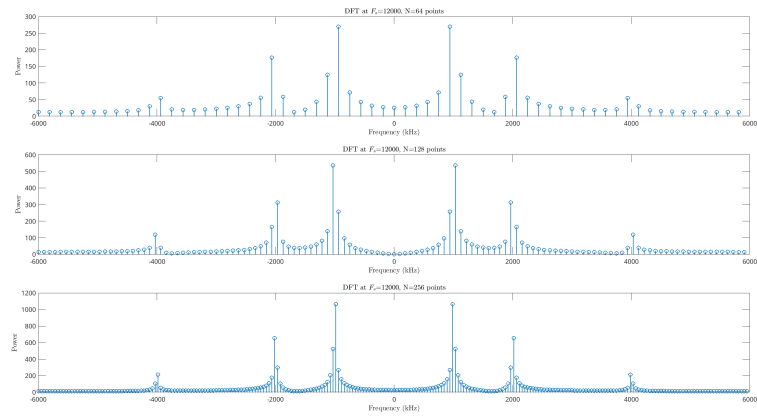 DFT at Fs=12000, N=64 points
Power
300
250
200
150
100
50
0
-6000 -4000 -2000 0 2000 4000 6000
Frequency (kHz)
DFT at Fs=12000, N=128 points
Power
600
500
400
300
200
100
0
-6000 -4000 -2000 0 2000 4000 6000
Frequency (kHz)
DFT at Fs=12000, N=256 points
Power
1200
1000
800
600
400
200
0
-6000 -4000 -2000 0 2000 4000 6000
Frequency (kHz)